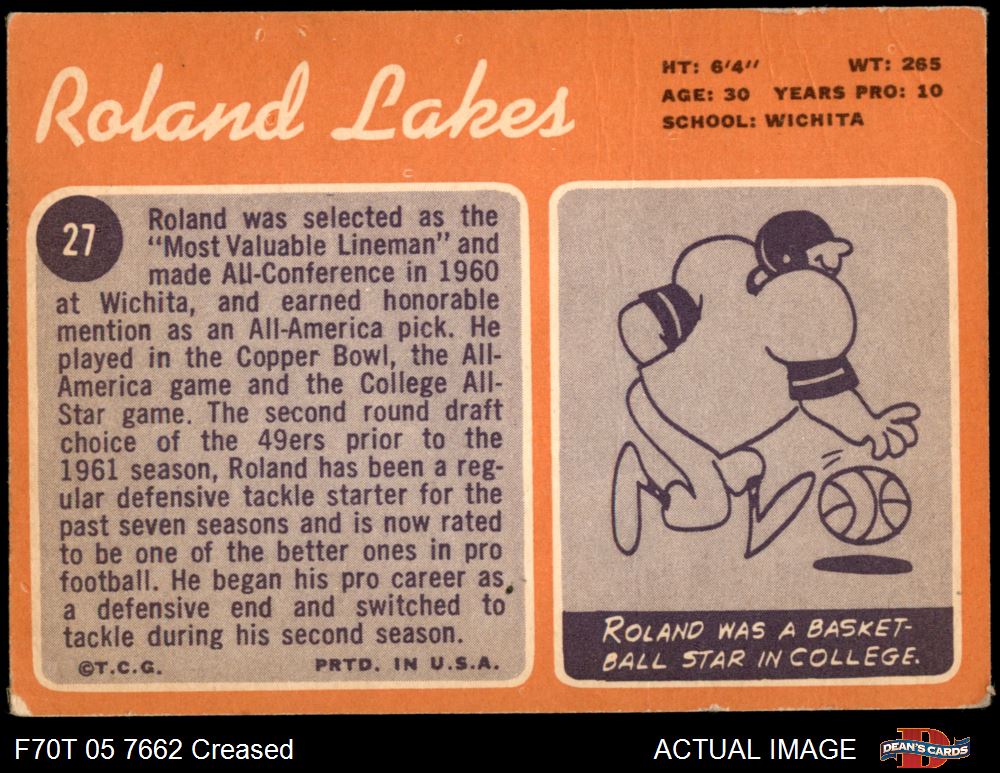 Roland Lakes
HT: 6'4" WT: 265
AGE: 30 YEARS PRO: 10
SCHOOL: WICHITA
27
Roland was selected as the
"Most Valuable Lineman" and
made All-Conference in 1960
at Wichita, and earned honorable
mention as an All-America pick. He
played in the Copper Bowl, the All-
America game and the College All-
Star game. The second round draft
choice of the 49ers prior to the
1961 season, Roland has been a reg-
ular defensive tackle starter for the
past seven seasons and is now rated
to be one of the better ones in pro
football. He began his pro career as
a defensive end and switched to
tackle during his second season.
©T.C.G. PRTD. IN U.S.A.
ROLAND WAS A BASKET-
BALL STAR IN COLLEGE.
F70T 05 7662 Creased
ACTUAL IMAGE
D
DEAN'S CARDS